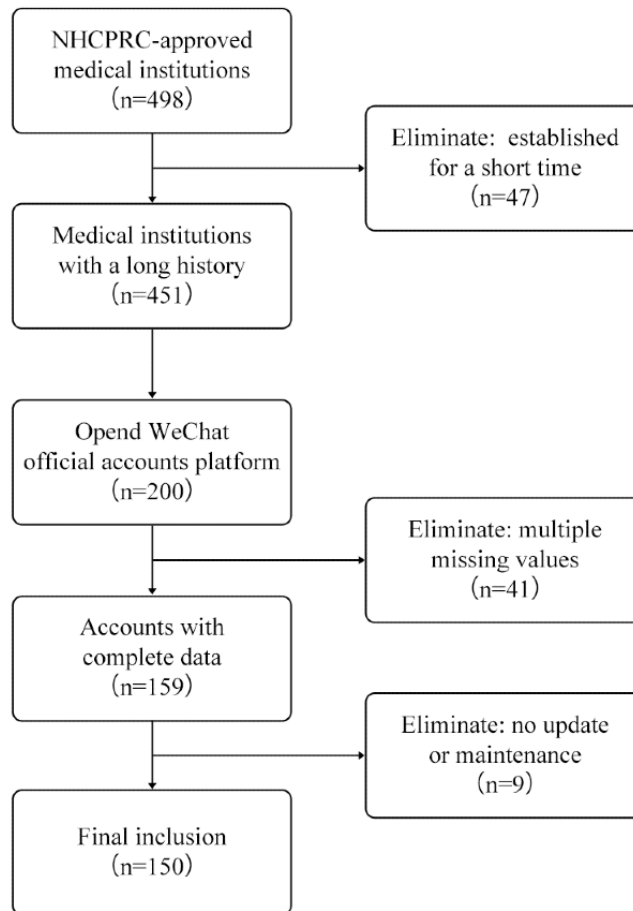 NHCPRC-approved
medical institutions
(n=498)
Eliminate: established
for a short time
(n=47)
Medical institutions
with a long history
(n=451)
Opend WeChat
official accounts platform
(n=200)
Eliminate: multiple
missing values
(n=41)
Accounts with
complete data
(n=159)
Eliminate: no update
or maintenance
(n=9)
Final inclusion
(n=150)